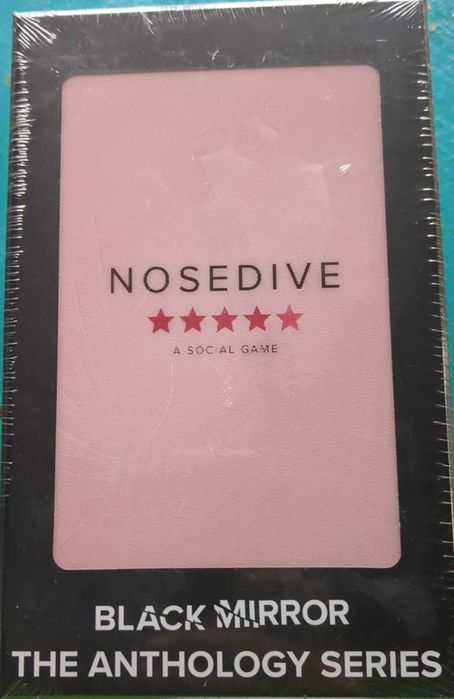 NOSEDIVE
A SOCIAL GAME
BLACK MIRROR
THE ANTHOLOGY SERIES